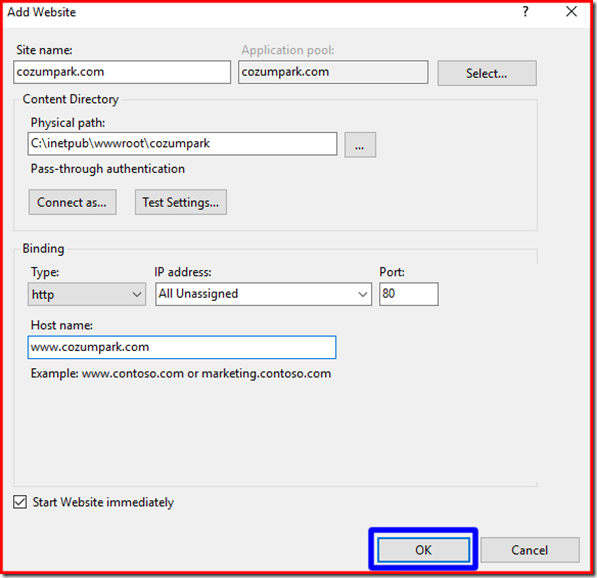 Add Website
?
Site name:
Application pool:
cozumpark.com
cozumpark.com
Select...
Content Directory
Physical path:
C:\inetpub\wwwroot\cozumpark
...
Pass-through authentication
Connect as...
Test Settings...
Binding
Type:
IP address:
Port:
http
All Unassigned
80
Host name:
www.cozumpark.com
Example: www.contoso.com or marketing.contoso.com
Start Website immediately
OK
Cancel